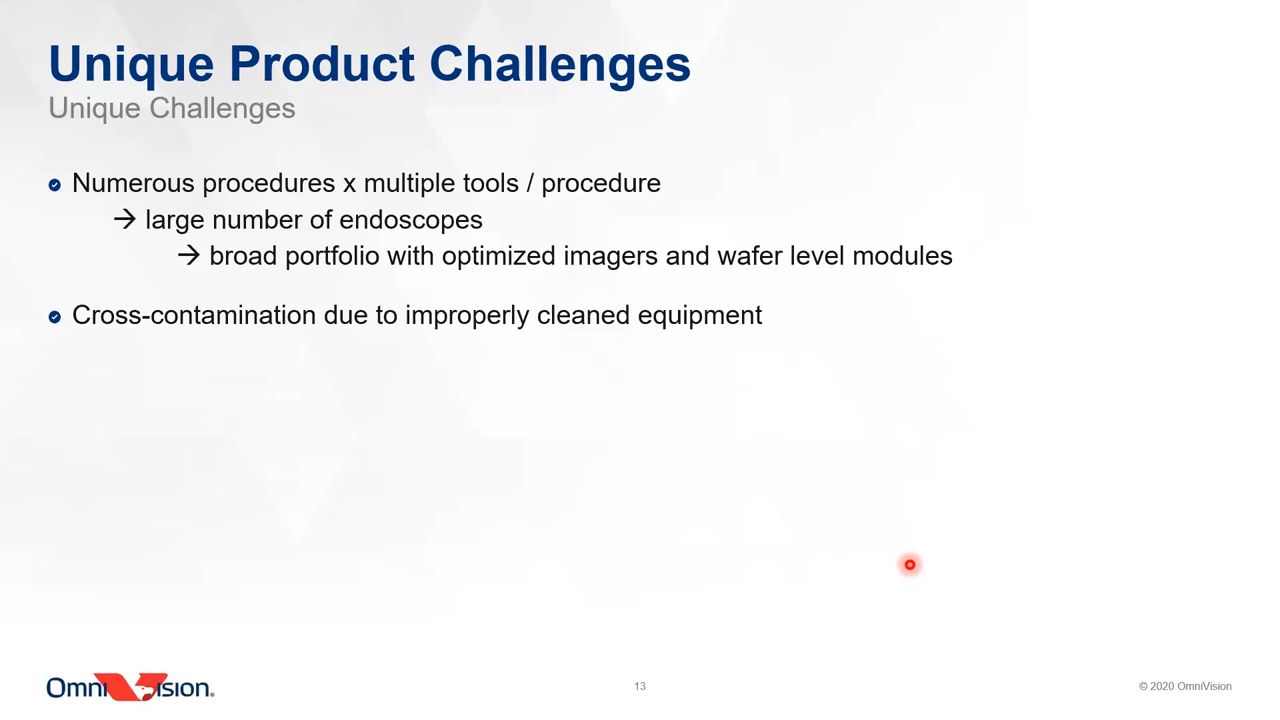 Unique Product Challenges
Unique Challenges
Numerous procedures x multiple tools / procedure
→ large number of endoscopes
→ broad portfolio with optimized imagers and wafer level modules
Cross-contamination due to improperly cleaned equipment
OmniVision.
13
© 2020 OmniVision